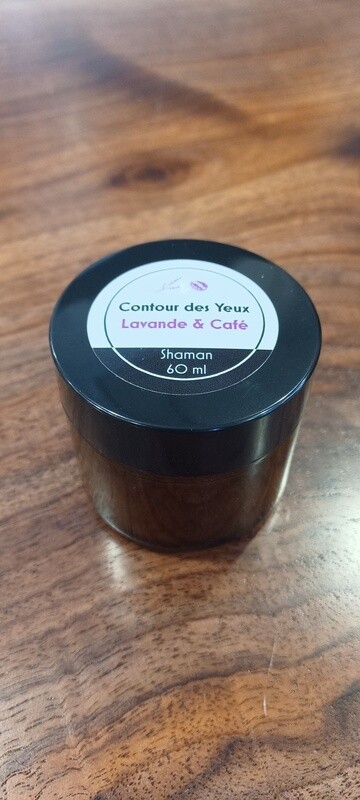 Contour des Yeux
Lavande & Café
Shaman
60 ml